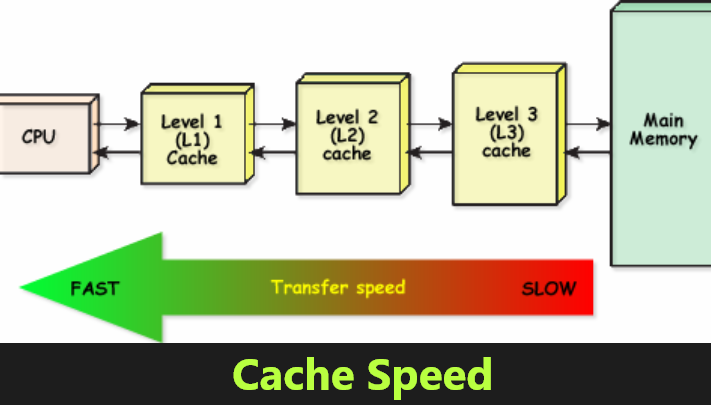 CPU
Level 1
(L1)
Cache
Level 2
(L2)
cache
Level 3
(L3)
cache
Main
Memory
FAST
Transfer speed
SLOW
Cache Speed